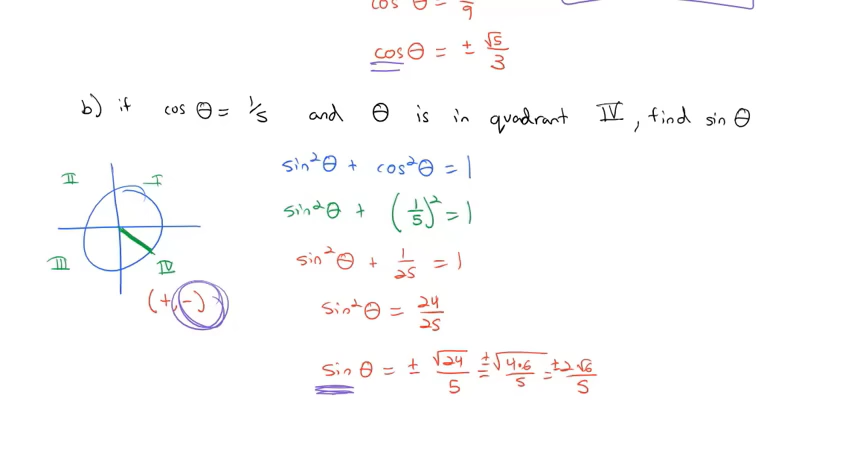 cos θ = 9
cos θ = ± √5/3
b) if cos θ = 1/5 and θ is in quadrant IV, find sin θ
sin²θ + cos²θ = 1
II I
sin²θ + (1/5)² = 1
III IV
sin²θ + 1/25 = 1
(+, -)
sin²θ = 24/25
sin θ = ± √24/5 = ± √4·6/5 = ±2√6/5